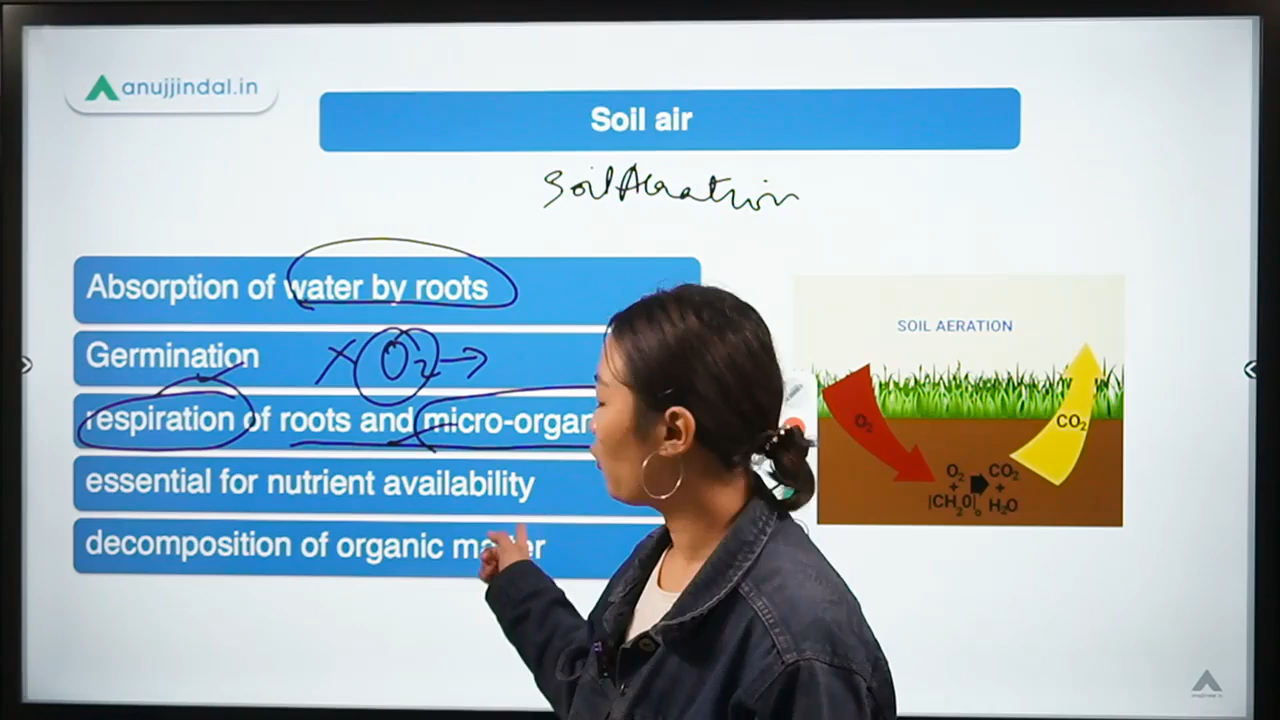 anujjindal.in
Soil air
Soil Aeration
Absorption of water by roots
Germination × O2 →
respiration of roots and micro-organ
essential for nutrient availability
decomposition of organic matter
SOIL AERATION
O2
CO2
O2 CO2
+ +
|CH2O|o H2O